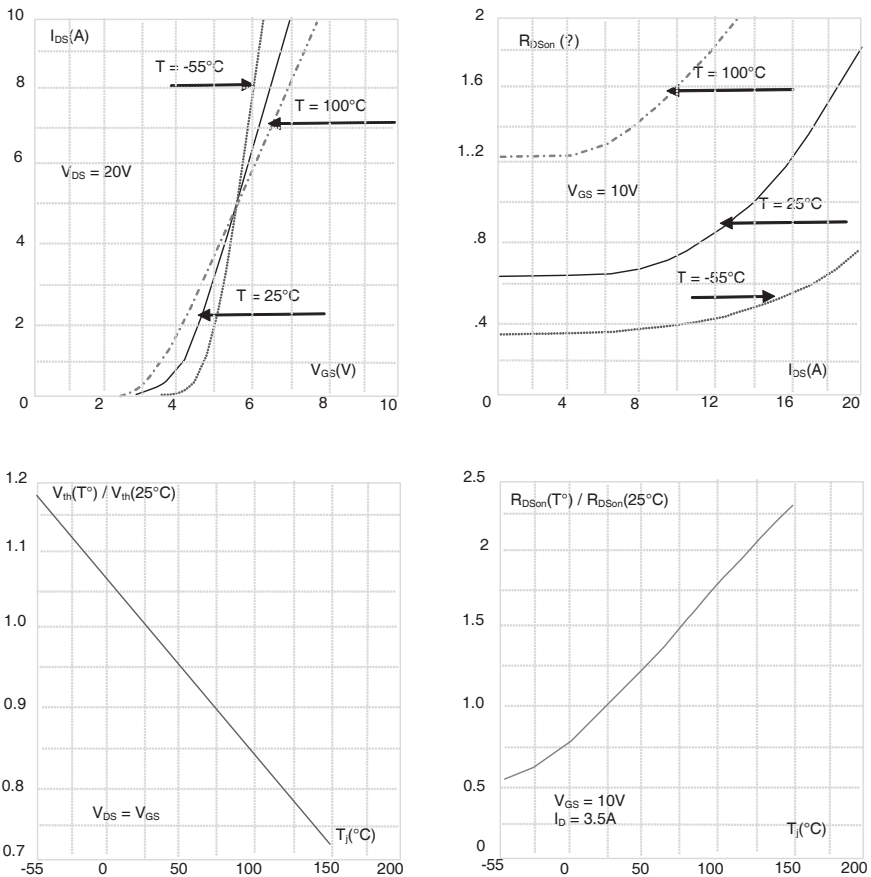 10
I_DS(A)
T = -55°C
8
T = 100°C
6
V_DS = 20V
4
T = 25°C
2
V_GS(V)
0 2 4 6 8 10
2
R_DSon (?)
1.6
T = 100°C
1.2
V_GS = 10V
T = 25°C
.8
T = -55°C
.4
I_DS(A)
0 4 8 12 16 20
1.2
V_th(T°) / V_th(25°C)
1.1
1.0
0.9
0.8
V_DS = V_GS
T_j(°C)
0.7
-55 0 50 100 150 200
2.5
R_DSon(T°) / R_DSon(25°C)
2
1.5
1.0
0.5
V_GS = 10V
I_D = 3.5A
T_j(°C)
0
-55 0 50 100 150 200